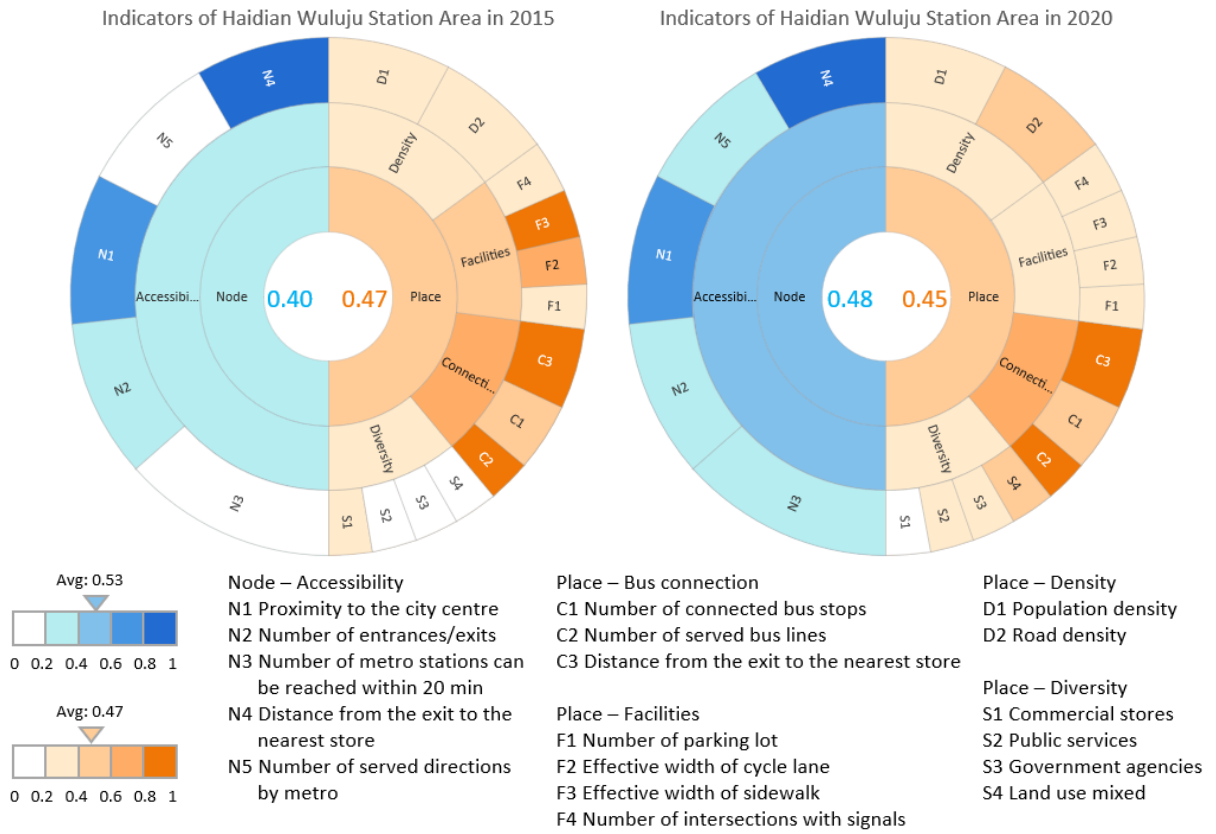 Indicators of Haidian Wuluju Station Area in 2015
N4
D1
N5
D2
Density
F4
F3
N1
Facilities
F2
Accessibi...
Node
0.40
0.47
Place
F1
C3
N2
Connecti...
C1
Diversity
C2
N3
S4
S3
S2
S1
Indicators of Haidian Wuluju Station Area in 2020
N4
D1
N5
D2
Density
F4
F3
N1
Facilities
F2
Accessibi...
Node
0.48
0.45
Place
F1
C3
N2
Connecti...
C1
Diversity
C2
N3
S4
S3
S2
S1
Avg: 0.53
0 0.2 0.4 0.6 0.8 1
Avg: 0.47
0 0.2 0.4 0.6 0.8 1
Node – Accessibility
N1 Proximity to the city centre
N2 Number of entrances/exits
N3 Number of metro stations can
be reached within 20 min
N4 Distance from the exit to the
nearest store
N5 Number of served directions
by metro
Place – Bus connection
C1 Number of connected bus stops
C2 Number of served bus lines
C3 Distance from the exit to the nearest store
Place – Facilities
F1 Number of parking lot
F2 Effective width of cycle lane
F3 Effective width of sidewalk
F4 Number of intersections with signals
Place – Density
D1 Population density
D2 Road density
Place – Diversity
S1 Commercial stores
S2 Public services
S3 Government agencies
S4 Land use mixed